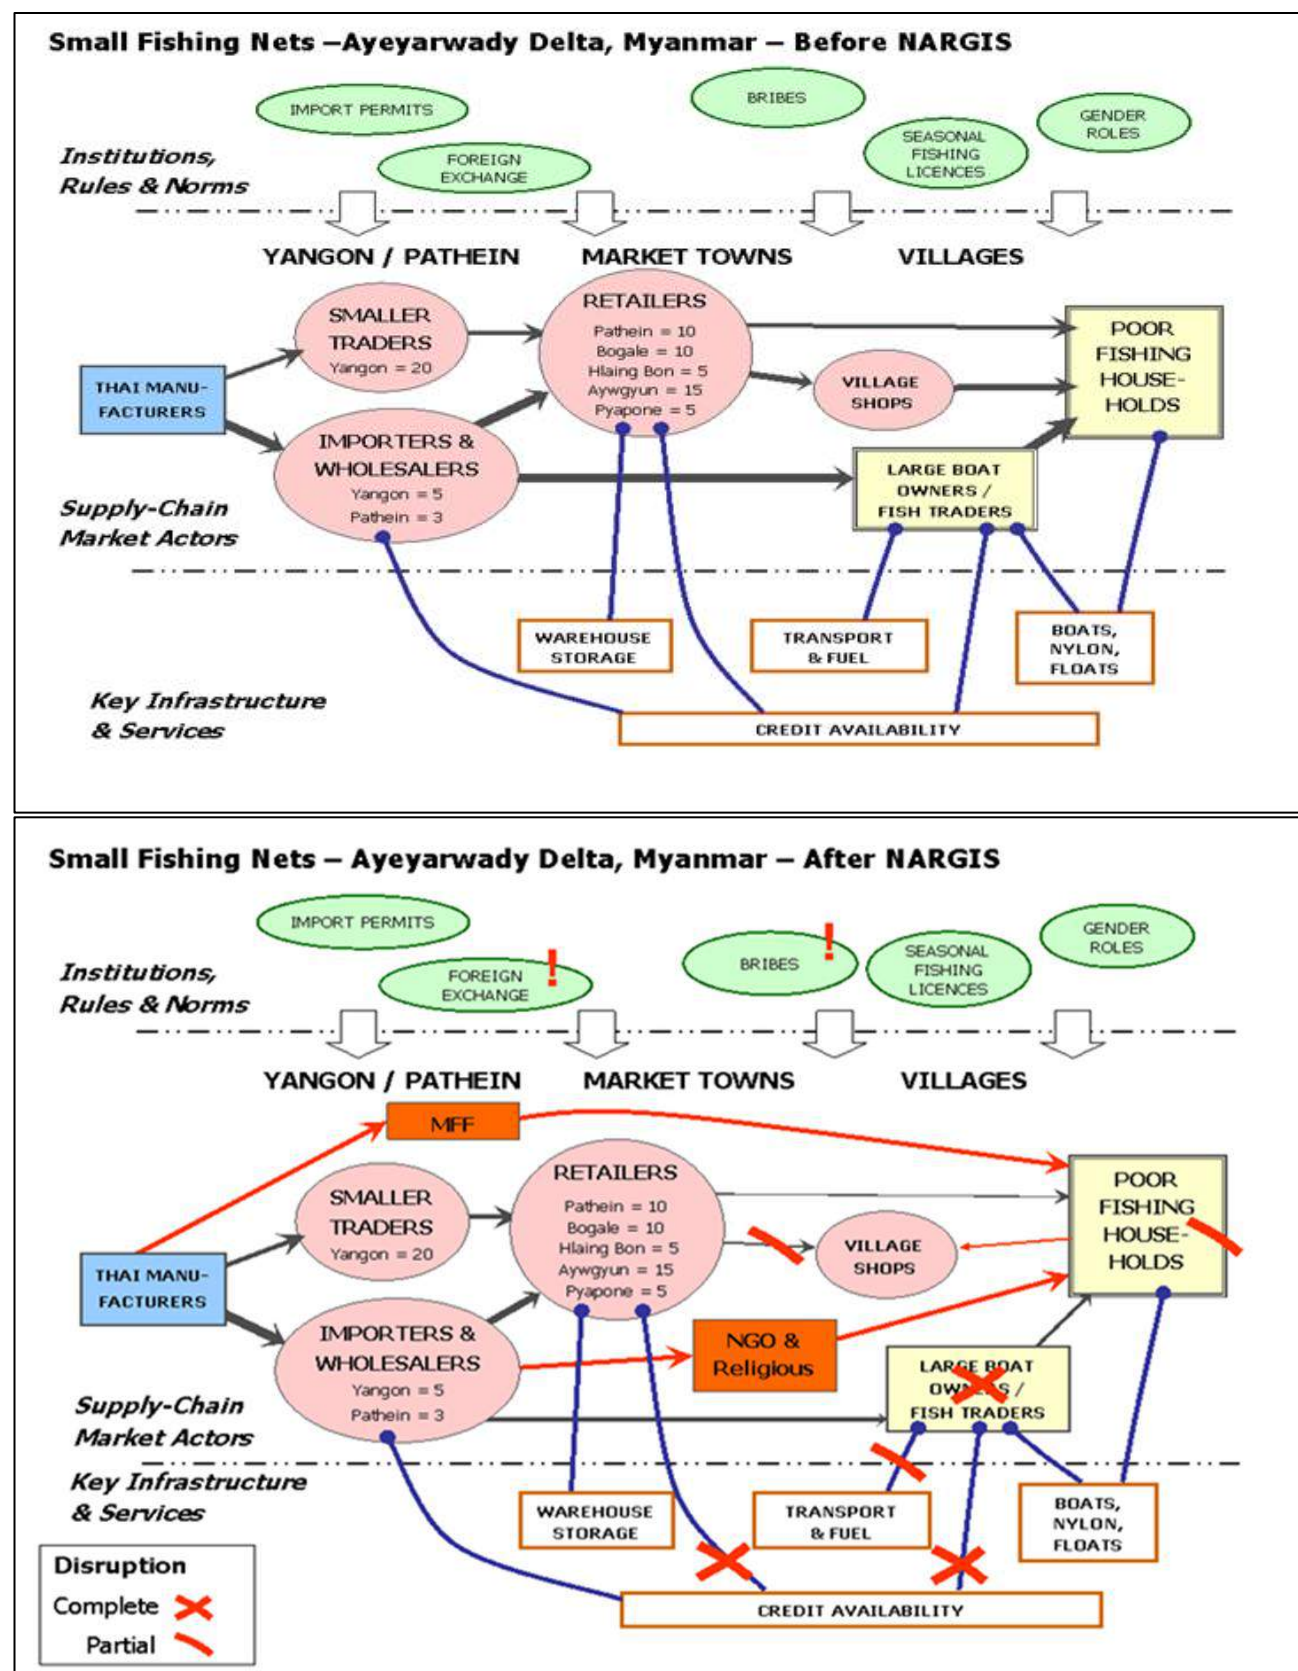 Small Fishing Nets –Ayeyarwady Delta, Myanmar – Before NARGIS
IMPORT PERMITS
BRIBES
GENDER
ROLES
SEASONAL
FISHING
LICENCES
FOREIGN
EXCHANGE
Institutions,
Rules & Norms
YANGON / PATHEIN
MARKET TOWNS
VILLAGES
SMALLER
TRADERS
Yangon = 20
RETAILERS
Pathein = 10
Bogale = 10
Hlaing Bon = 5
Aywgyun = 15
Pyapone = 5
POOR
FISHING
HOUSE-
HOLDS
THAI MANU-
FACTURERS
VILLAGE
SHOPS
IMPORTERS &
WHOLESALERS
Yangon = 5
Pathein = 3
LARGE BOAT
OWNERS /
FISH TRADERS
Supply-Chain
Market Actors
WAREHOUSE
STORAGE
TRANSPORT
& FUEL
BOATS,
NYLON,
FLOATS
Key Infrastructure
& Services
CREDIT AVAILABILITY
Small Fishing Nets – Ayeyarwady Delta, Myanmar – After NARGIS
IMPORT PERMITS
GENDER
ROLES
BRIBES
!
SEASONAL
FISHING
LICENCES
FOREIGN
EXCHANGE
!
Institutions,
Rules & Norms
YANGON / PATHEIN
MARKET TOWNS
VILLAGES
MFF
SMALLER
TRADERS
Yangon = 20
RETAILERS
Pathein = 10
Bogale = 10
Hlaing Bon = 5
Aywgyun = 15
Pyapone = 5
POOR
FISHING
HOUSE-
HOLDS
VILLAGE
SHOPS
THAI MANU-
FACTURERS
IMPORTERS &
WHOLESALERS
Yangon = 5
Pathein = 3
NGO &
Religious
LARGE BOAT
OWNERS /
FISH TRADERS
Supply-Chain
Market Actors
Key Infrastructure
& Services
WAREHOUSE
STORAGE
TRANSPORT
& FUEL
BOATS,
NYLON,
FLOATS
CREDIT AVAILABILITY
Disruption
Complete
Partial